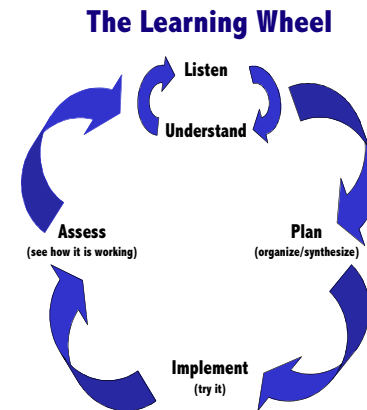 The Learning Wheel
Listen
Understand
Assess
(see how it is working)
Plan
(organize/synthesize)
Implement
(try it)